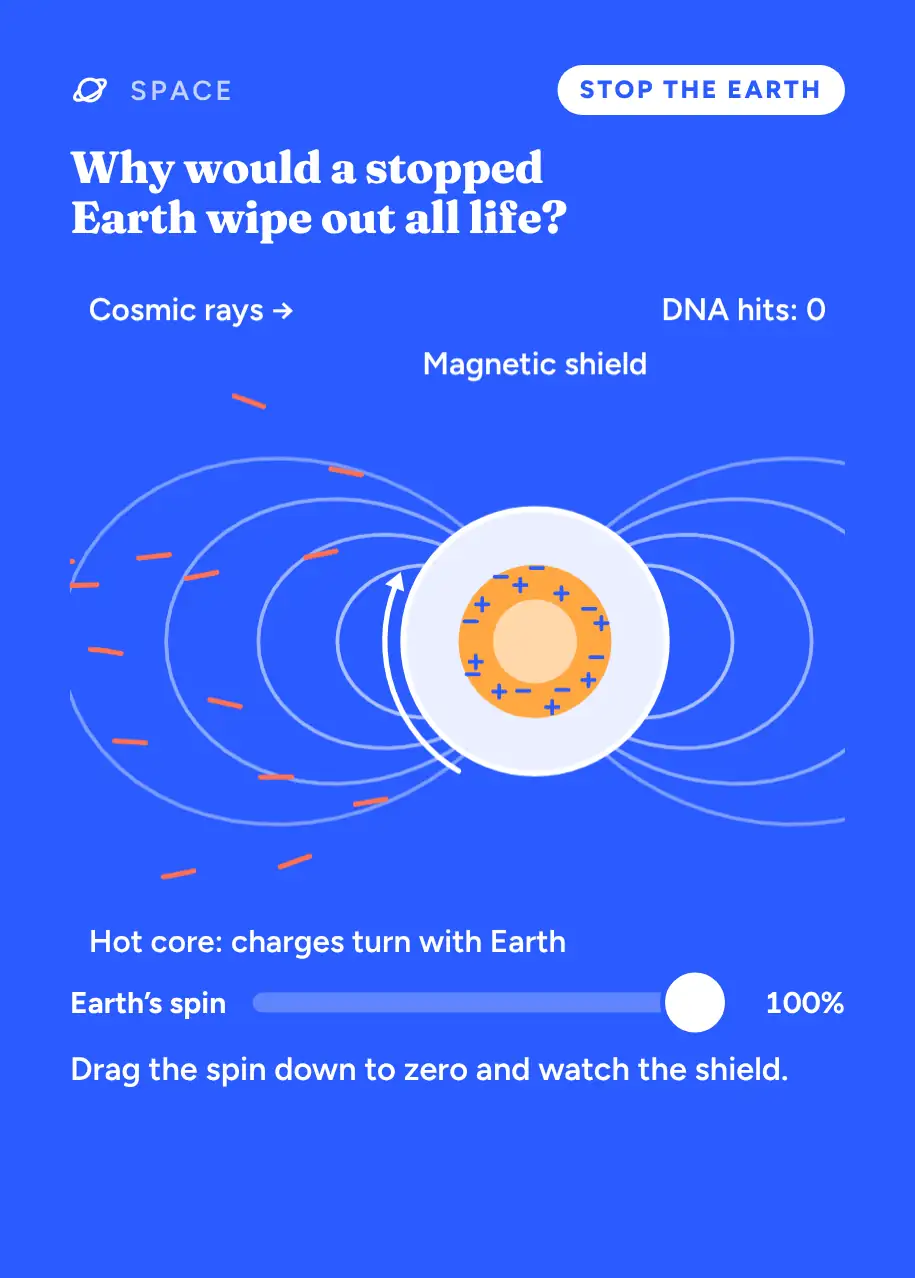 SPACE
STOP THE EARTH
Why would a stopped
Earth wipe out all life?
Cosmic rays →
DNA hits: 0
Magnetic shield
Hot core: charges turn with Earth
Earth’s spin
100%
Drag the spin down to zero and watch the shield.